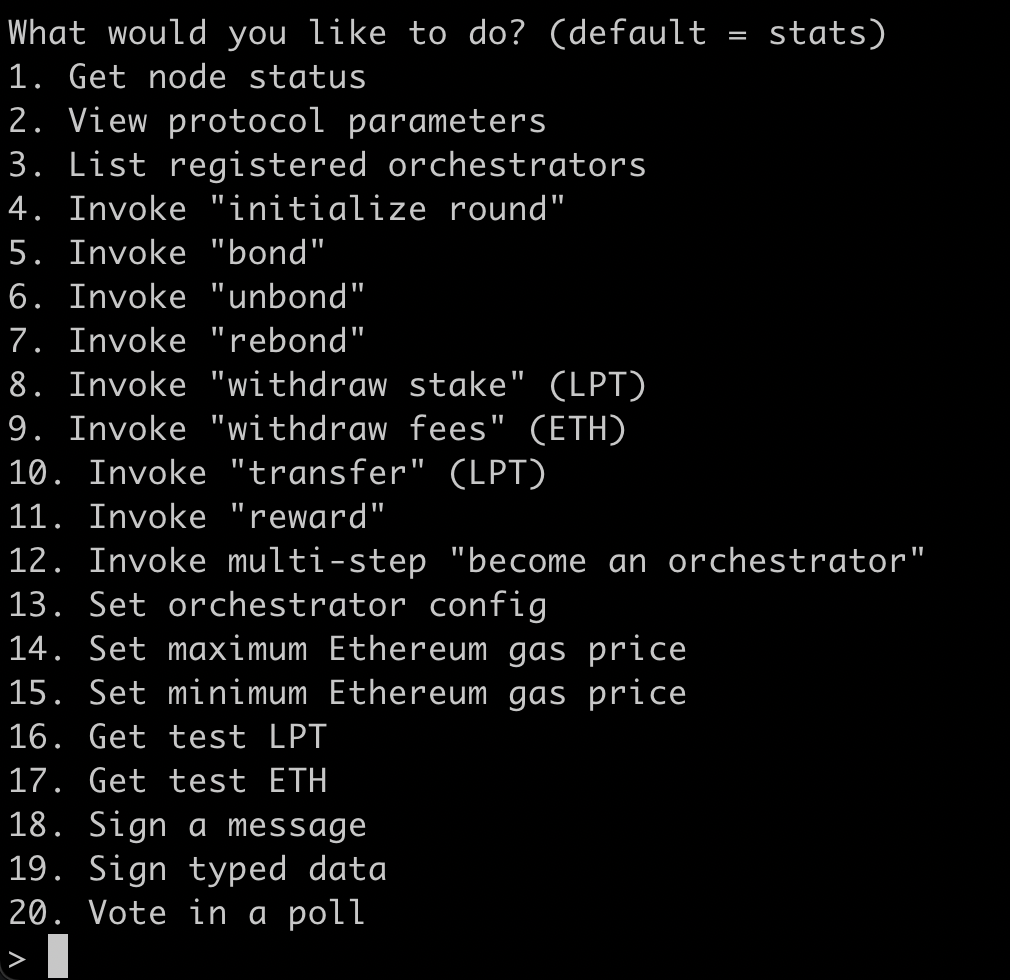 What would you like to do? (default = stats)
1. Get node status
2. View protocol parameters
3. List registered orchestrators
4. Invoke "initialize round"
5. Invoke "bond"
6. Invoke "unbond"
7. Invoke "rebond"
8. Invoke "withdraw stake" (LPT)
9. Invoke "withdraw fees" (ETH)
10. Invoke "transfer" (LPT)
11. Invoke "reward"
12. Invoke multi-step "become an orchestrator"
13. Set orchestrator config
14. Set maximum Ethereum gas price
15. Set minimum Ethereum gas price
16. Get test LPT
17. Get test ETH
18. Sign a message
19. Sign typed data
20. Vote in a poll
>